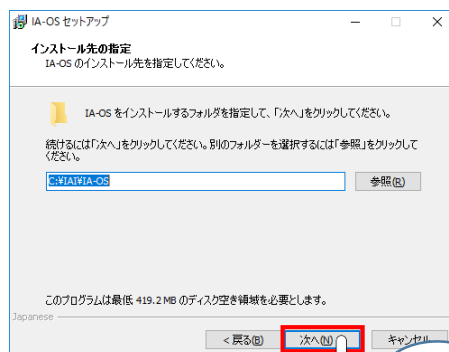 IA-OS セットアップ
インストール先の指定
IA-OS のインストール先を指定してください。
IA-OS をインストールするフォルダを指定して、「次へ」をクリックしてください。
続けるには「次へ」をクリックしてください。別のフォルダーを選択するには「参照」をクリックして
ください。
C:¥IAI¥IA-OS
参照(R)
このプログラムは最低 419.2 MB のディスク空き領域を必要とします。
Japanese
< 戻る(B)
次へ(N)
キャンセル